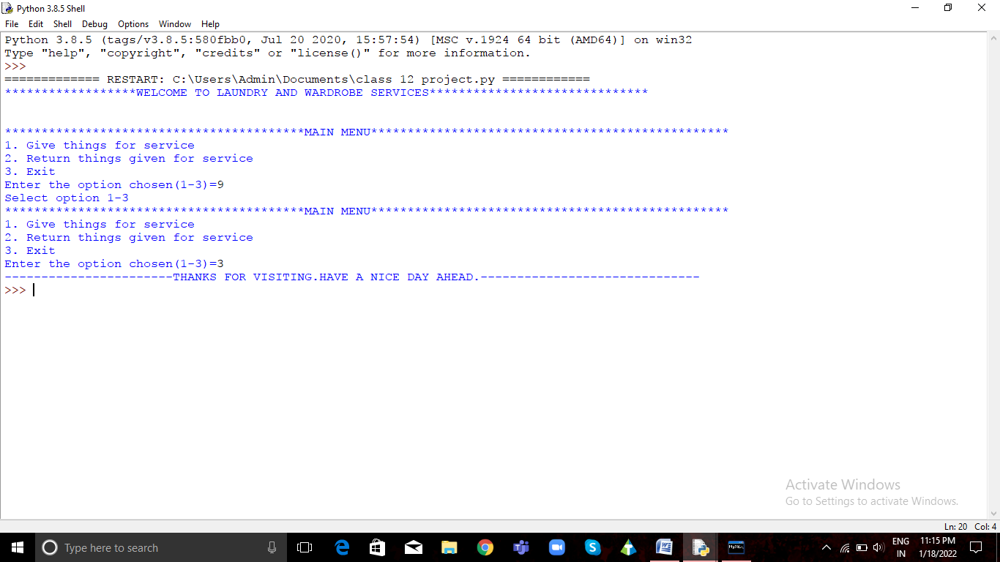 Python 3.8.5 Shell
File Edit Shell Debug Options Window Help
Python 3.8.5 (tags/v3.8.5:580fbb0, Jul 20 2020, 15:57:54) [MSC v.1924 64 bit (AMD64)] on win32
Type "help", "copyright", "credits" or "license()" for more information.
>>>
============= RESTART: C:\Users\Admin\Documents\class 12 project.py ============
******************WELCOME TO LAUNDRY AND WARDROBE SERVICES******************************
*****************************************MAIN MENU*************************************************
1. Give things for service
2. Return things given for service
3. Exit
Enter the option chosen(1-3)=9
Select option 1-3
*****************************************MAIN MENU*************************************************
1. Give things for service
2. Return things given for service
3. Exit
Enter the option chosen(1-3)=3
-----------------------THANKS FOR VISITING.HAVE A NICE DAY AHEAD.------------------------------
>>>
Activate Windows
Go to Settings to activate Windows.
Ln: 20 Col: 4
Type here to search
MySQL
ENG
IN
11:15 PM
1/18/2022